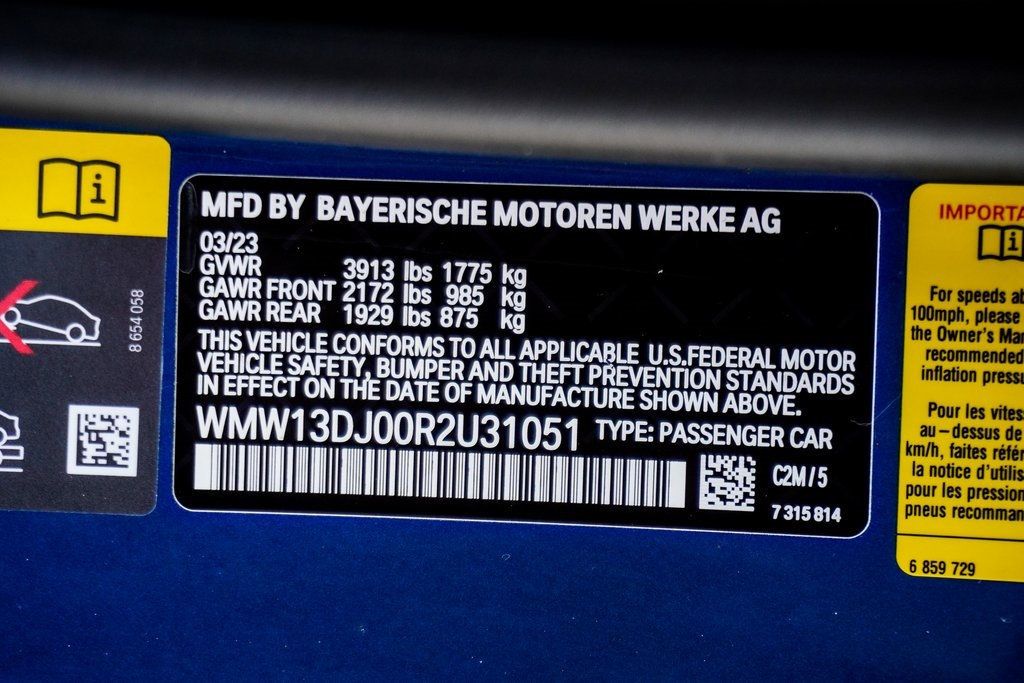 8 654 058
MFD BY BAYERISCHE MOTOREN WERKE AG
03/23
GVWR 3913 lbs 1775 kg
GAWR FRONT 2172 lbs 985 kg
GAWR REAR 1929 lbs 875 kg
THIS VEHICLE CONFORMS TO ALL APPLICABLE U.S.FEDERAL MOTOR
VEHICLE SAFETY, BUMPER AND THEFT PREVENTION STANDARDS
IN EFFECT ON THE DATE OF MANUFACTURE SHOWN ABOVE.
WMW13DJ00R2U31051 TYPE: PASSENGER CAR
C2M/5
7 315 814
IMPORTA
For speeds ab
100mph, please
the Owner's Ma
recommended
inflation pressu
Pour les vites
au-dessus de
km/h, faites référ
la notice d'utilis
pour les pression
pneus recomman
6 859 729